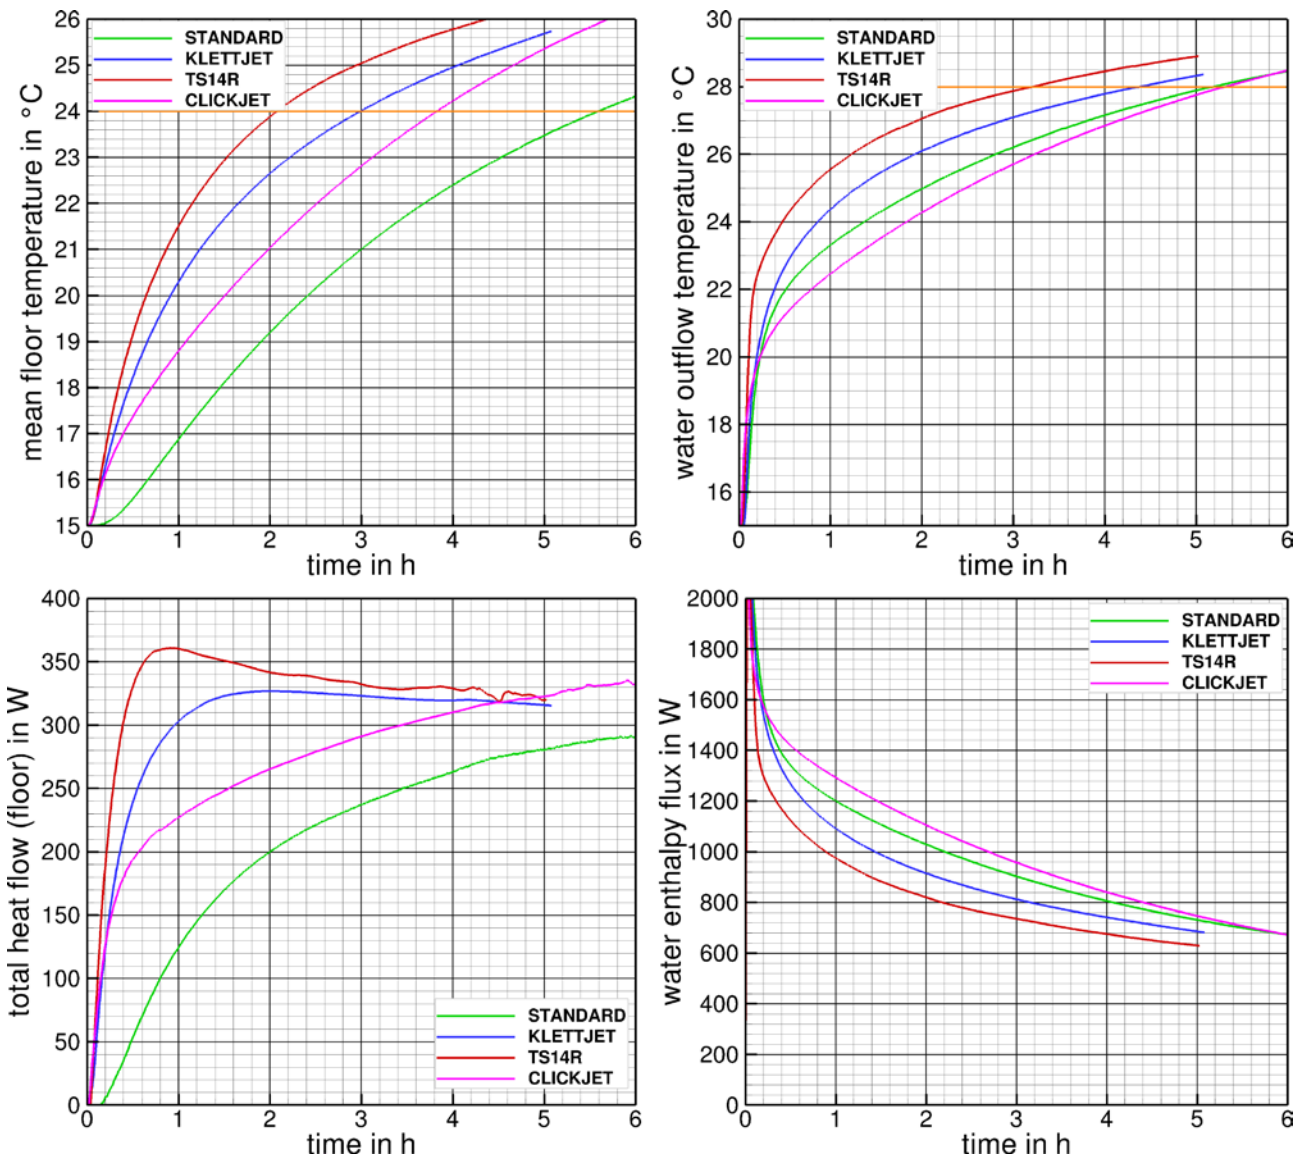 mean floor temperature in °C
26
25
24
23
22
21
20
19
18
17
16
15
STANDARD
KLETTJET
TS14R
CLICKJET
0 1 2 3 4 5 6
time in h
water outflow temperature in °C
30
28
26
24
22
20
18
16
STANDARD
KLETTJET
TS14R
CLICKJET
0 1 2 3 4 5 6
time in h
total heat flow (floor) in W
400
350
300
250
200
150
100
50
0
STANDARD
KLETTJET
TS14R
CLICKJET
0 1 2 3 4 5 6
time in h
water enthalpy flux in W
2000
1800
1600
1400
1200
1000
800
600
400
200
0
STANDARD
KLETTJET
TS14R
CLICKJET
0 1 2 3 4 5 6
time in h